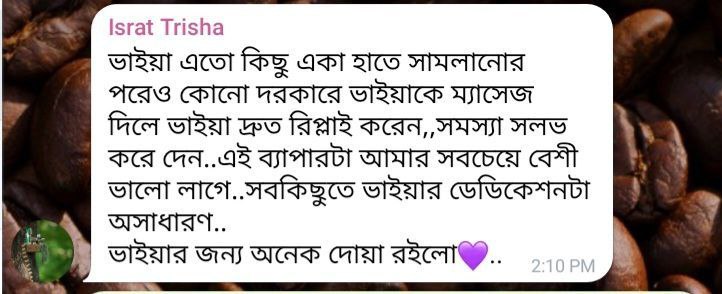 Israt Trisha
ভাইয়া এতো কিছু একা হাতে সামলানোর
পরেও কোনো দরকারে ভাইয়াকে ম্যাসেজ
দিলে ভাইয়া দ্রুত রিপ্লাই করেন,,সমস্যা সলভ
করে দেন..এই ব্যাপারটা আমার সবচেয়ে বেশী
ভালো লাগে..সবকিছুতে ভাইয়ার ডেডিকেশনটা
অসাধারণ..
ভাইয়ার জন্য অনেক দোয়া রইলো💜..
2:10 PM